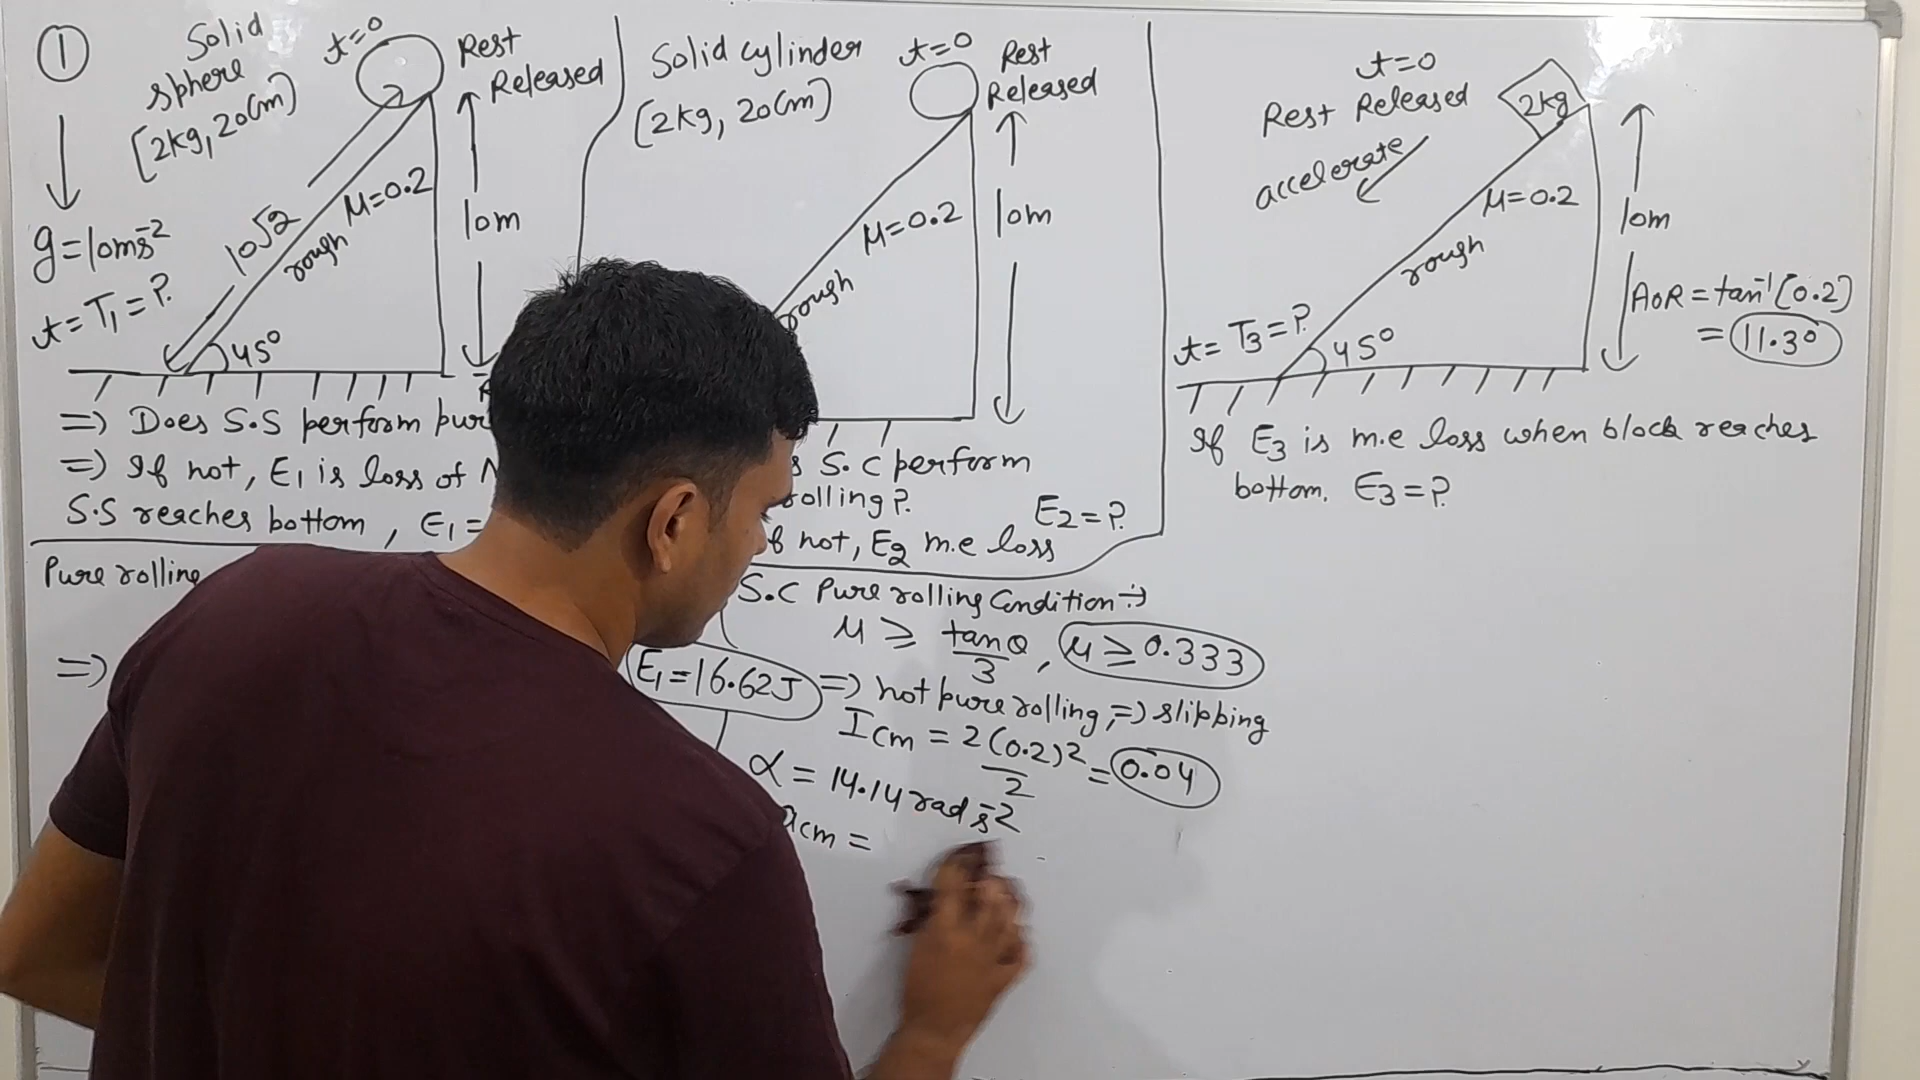 ①
g=10ms⁻²
t=T₁=?
Solid
sphere
[2kg,20cm)
t=0
Rest
Released
10√2
rough
μ=0.2
10m
45°
=) Does S.S perform pur
=) If not, E₁ is loss of
S.S reaches bottom, E₁=
Solid cylinder
[2kg, 20cm)
t=0
Rest
Released
rough
μ=0.2
10m
S.C perform
rolling?
E₂=?
not, E₂ m.e loss
t=0
Rest Released
accelerate
2kg
μ=0.2
rough
10m
t=T₃=?
45°
AOR = tan⁻¹(0.2)
= 11.3°
If E₃ is m.e loss when block reaches
bottom. E₃=?
Pure rolling
=)
E₁=16.62J
S.C Pure rolling Condition :-)
μ ≥ tanθ/3, μ ≥ 0.333
=) not pure rolling, =) slipping
Icm = 2(0.2)²/2 = 0.04
α = 14.14 rad s⁻²
acm =